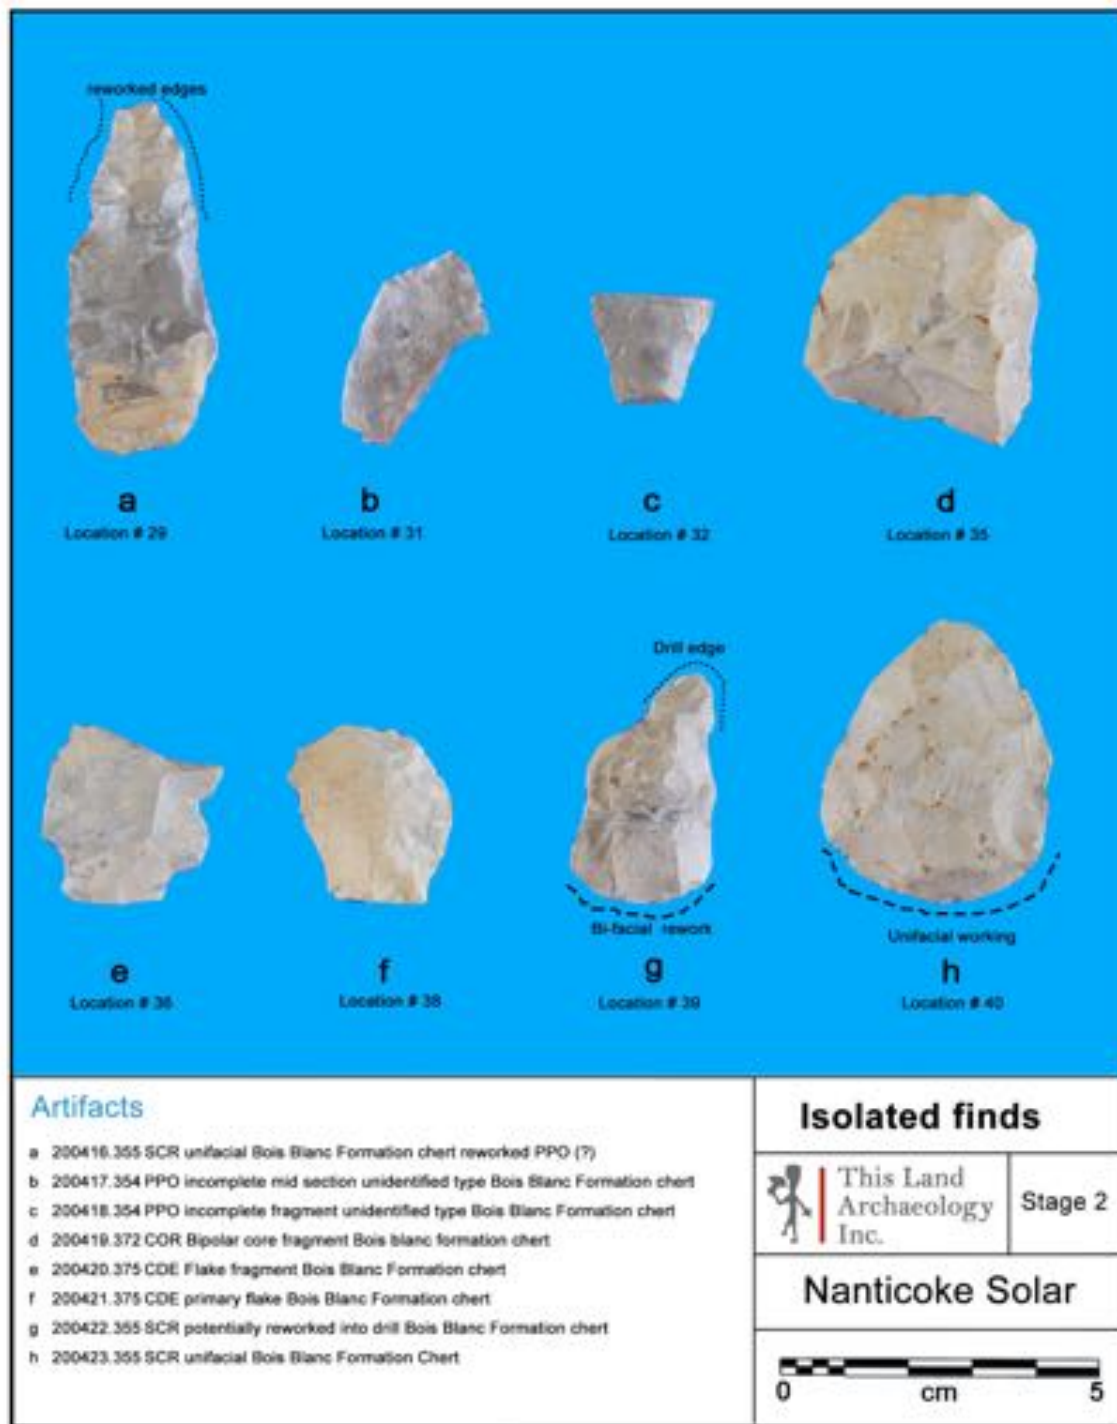 reworked edges
a
b
c
d
Location # 29
Location # 31
Location # 32
Location # 35
Drill edge
Bi-facial rework
Unifacial working
e
f
g
h
Location # 36
Location # 38
Location # 39
Location # 40
Artifacts
a 200416.355 SCR unifacial Bois Blanc Formation chert reworked PPO (?)
b 200417.354 PPO incomplete mid section unidentified type Bois Blanc Formation chert
c 200418.354 PPO incomplete fragment unidentified type Bois Blanc Formation chert
d 200419.372 COR Bipolar core fragment Bois blanc formation chert
e 200420.375 CDE Flake fragment Bois Blanc Formation chert
f 200421.375 CDE primary flake Bois Blanc Formation chert
g 200422.355 SCR potentially reworked into drill Bois Blanc Formation chert
h 200423.355 SCR unifacial Bois Blanc Formation Chert
Isolated finds
This Land
Archaeology
Inc.
Stage 2
Nanticoke Solar
0 cm 5